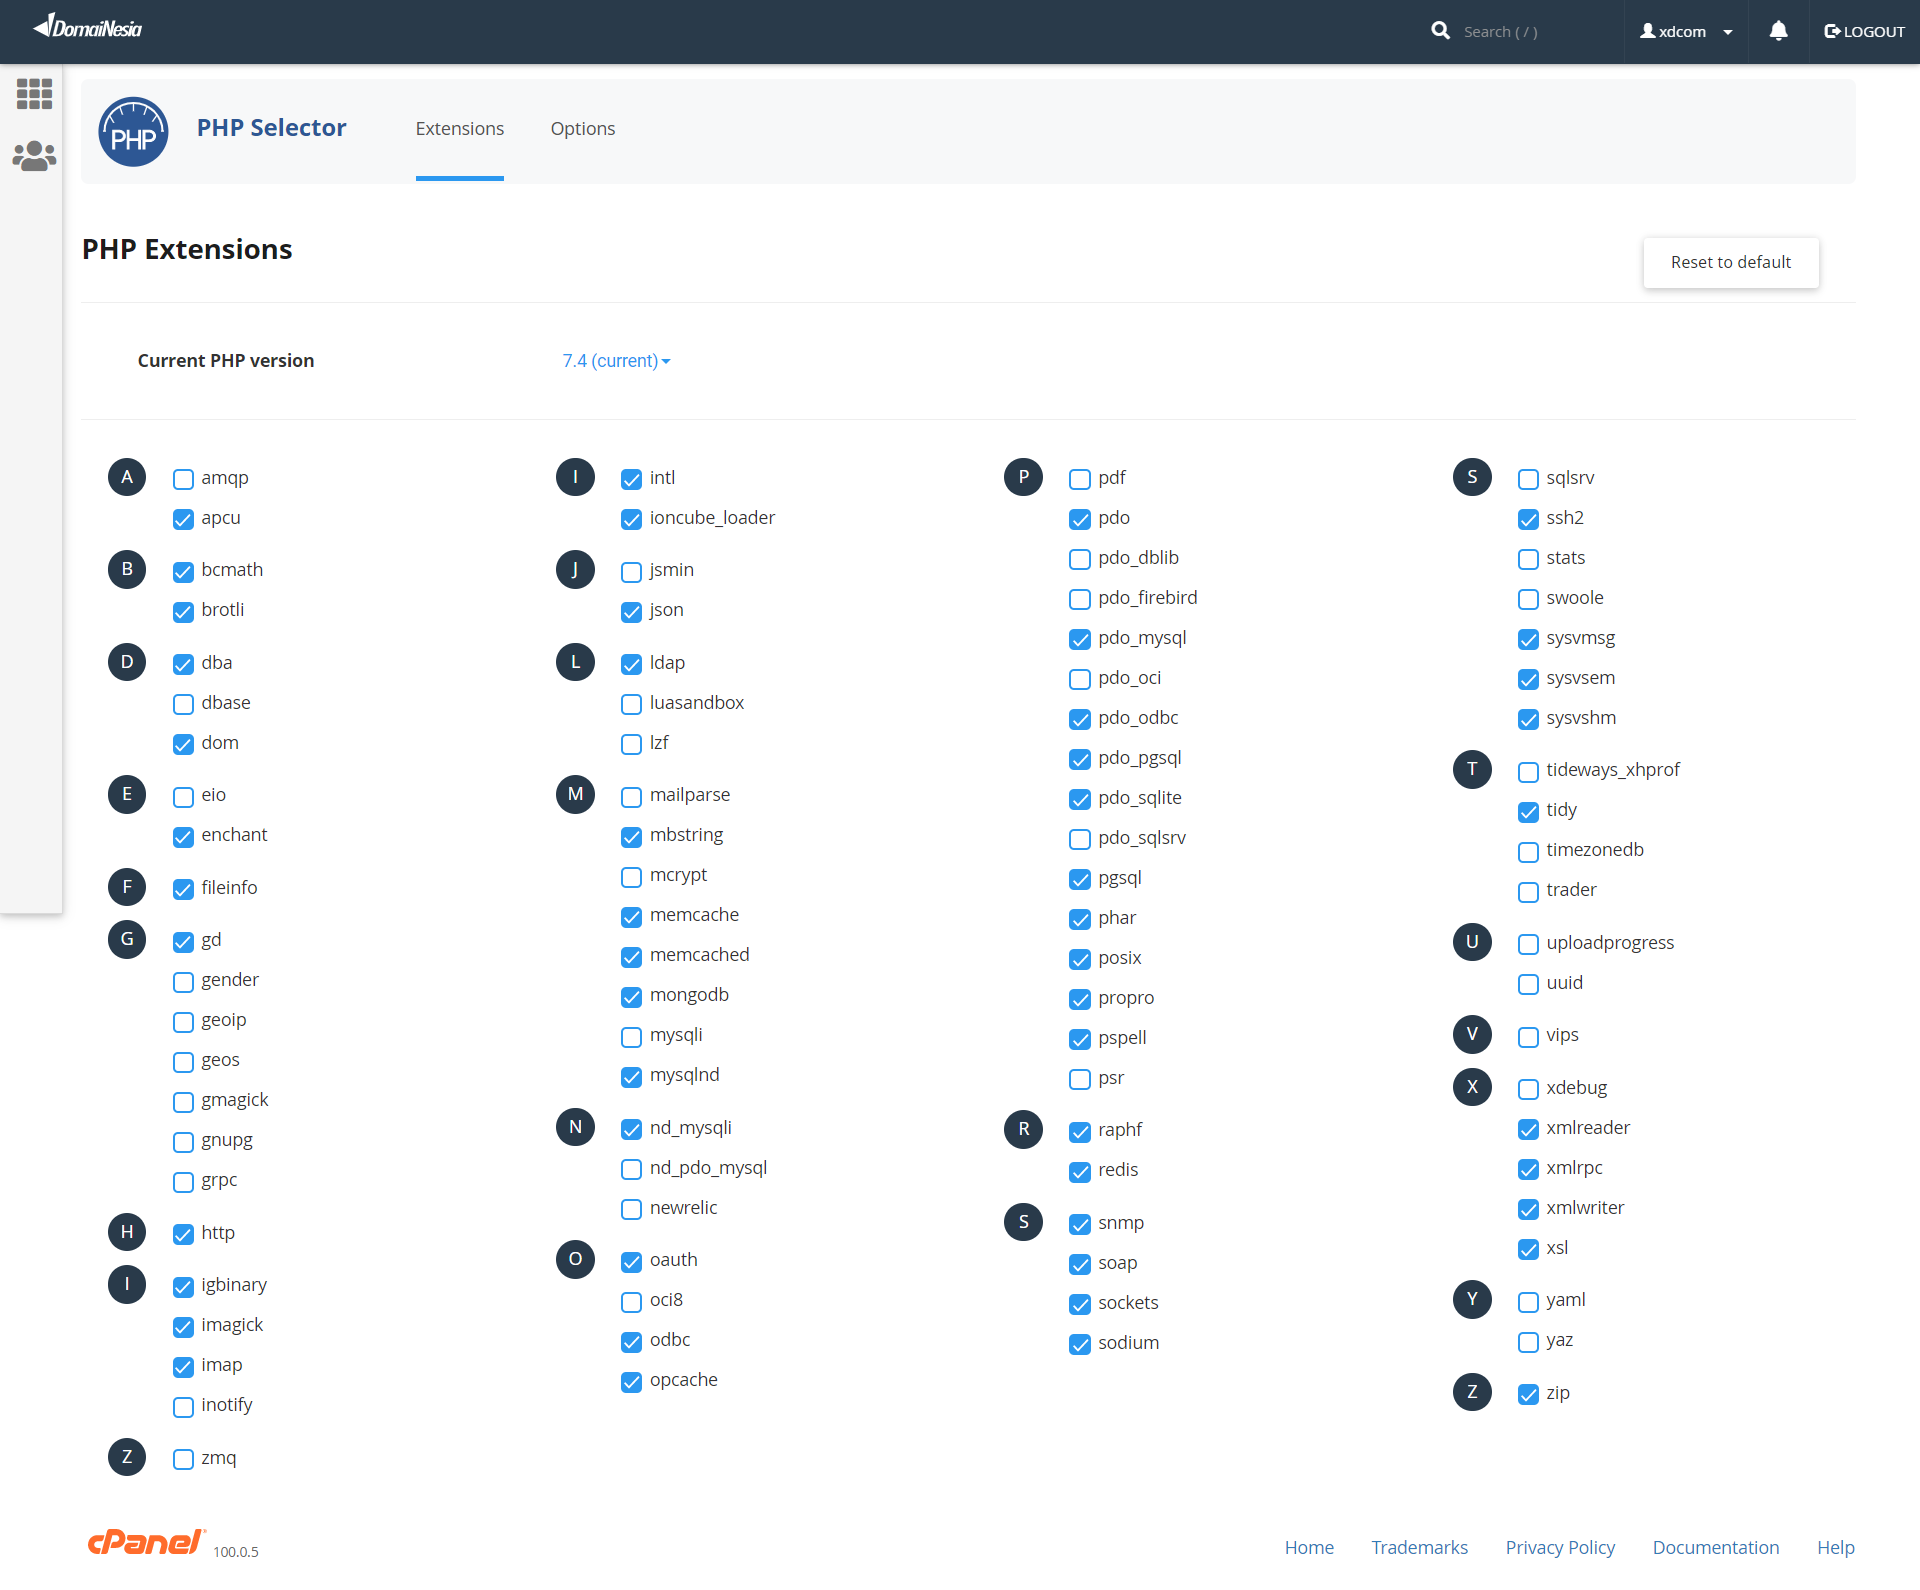 DomaiNesia
Search ( / )
xdcom
LOGOUT
PHP
PHP Selector
Extensions
Options
PHP Extensions
Reset to default
Current PHP version
7.4 (current)
A
amqp
apcu
B
bcmath
brotli
D
dba
dbase
dom
E
eio
enchant
F
fileinfo
G
gd
gender
geoip
geos
gmagick
gnupg
grpc
H
http
I
igbinary
imagick
imap
inotify
Z
zmq
I
intl
ioncube_loader
J
jsmin
json
L
ldap
luasandbox
lzf
M
mailparse
mbstring
mcrypt
memcache
memcached
mongodb
mysqli
mysqlnd
N
nd_mysqli
nd_pdo_mysql
newrelic
O
oauth
oci8
odbc
opcache
P
pdf
pdo
pdo_dblib
pdo_firebird
pdo_mysql
pdo_oci
pdo_odbc
pdo_pgsql
pdo_sqlite
pdo_sqlsrv
pgsql
phar
posix
propro
pspell
psr
R
raphf
redis
S
snmp
soap
sockets
sodium
S
sqlsrv
ssh2
stats
swoole
sysvmsg
sysvsem
sysvshm
T
tideways_xhprof
tidy
timezonedb
trader
U
uploadprogress
uuid
V
vips
X
xdebug
xmlreader
xmlrpc
xmlwriter
xsl
Y
yaml
yaz
Z
zip
cPanel 100.0.5
Home
Trademarks
Privacy Policy
Documentation
Help